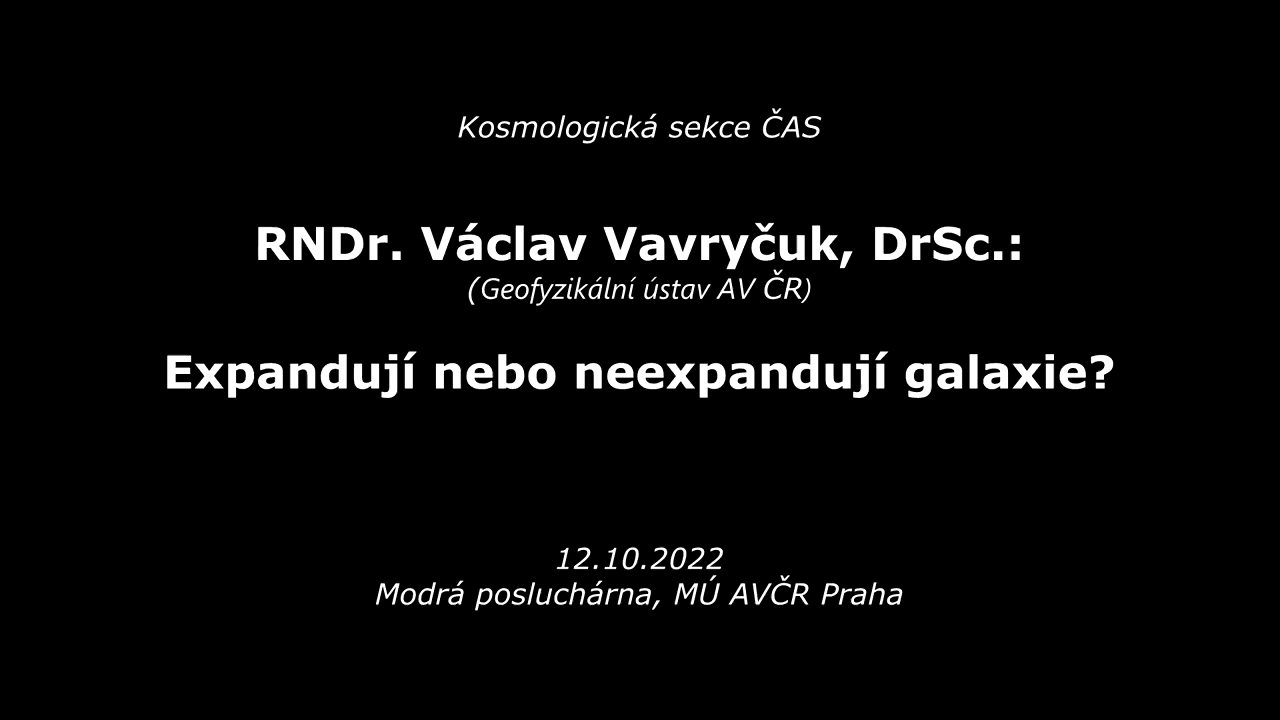 Kosmologická sekce ČAS
RNDr. Václav Vavryčuk, DrSc.:
(Geofyzikální ústav AV ČR)
Expandují nebo neexpandují galaxie?
12.10.2022
Modrá posluchárna, MÚ AVČR Praha